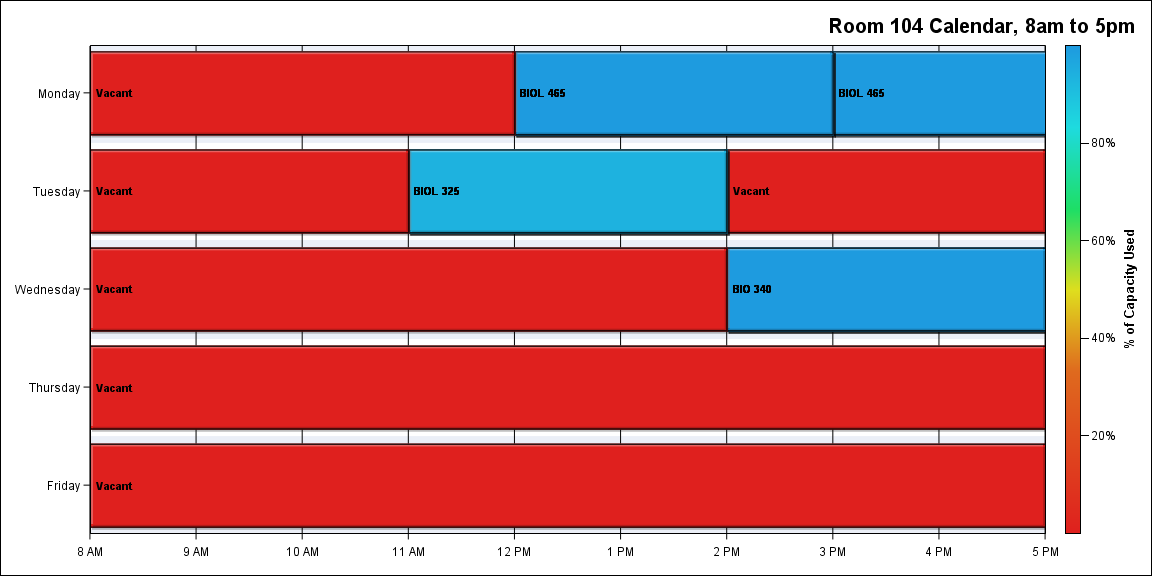 Room 104 Calendar, 8am to 5pm
Monday
Vacant
BIOL 465
BIOL 465
Tuesday
Vacant
BIOL 325
Vacant
Wednesday
Vacant
BIO 340
Thursday
Vacant
Friday
Vacant
8 AM
9 AM
10 AM
11 AM
12 PM
1 PM
2 PM
3 PM
4 PM
5 PM
80%
60%
40%
20%
% of Capacity Used